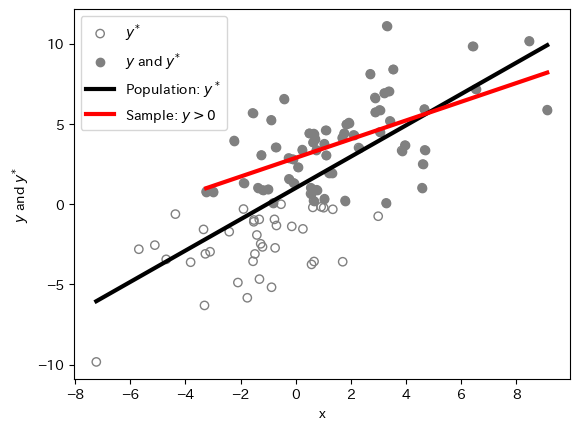 y*
y and y*
Population: y*
Sample: y > 0
y and y*
10
5
0
−5
−10
−8 −6 −4 −2 0 2 4 6 8
x